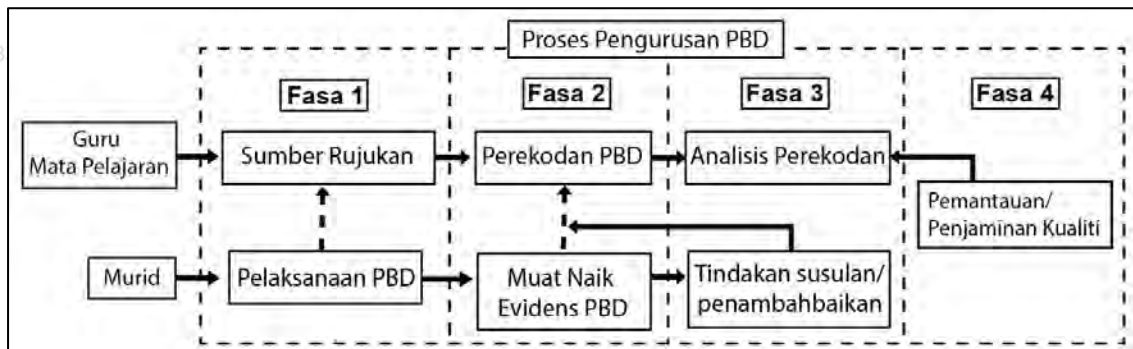 Proses Pengurusan PBD
Fasa 1
Fasa 2
Fasa 3
Fasa 4
Guru
Mata Pelajaran
Sumber Rujukan
Perekodan PBD
Analisis Perekodan
Pemantauan/
Penjaminan Kualiti
Murid
Pelaksanaan PBD
Muat Naik
Evidens PBD
Tindakan susulan/
penambahbaikan